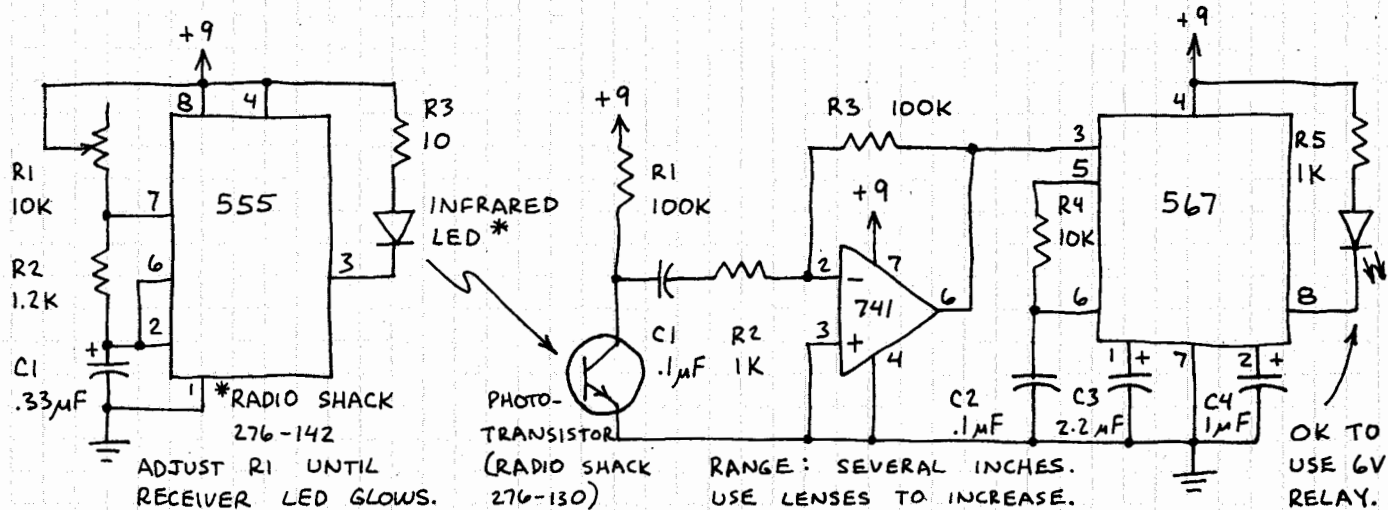 +9
8
4
R3
10
R1
10K
7
555
INFRARED
LED *
6
3
R2
1.2K
2
+
C1
.33µF
1
*RADIO SHACK
276-142
ADJUST R1 UNTIL
RECEIVER LED GLOWS.
+9
R1
100K
R3 100K
+9
C1
.1µF
R2
1K
2
-
7
741
6
3
+
4
PHOTO-
TRANSISTOR
(RADIO SHACK
276-130)
RANGE: SEVERAL INCHES.
USE LENSES TO INCREASE.
+9
4
3
5
R5
1K
567
R4
10K
6
8
1
+
7
2
+
C2
.1µF
C3
2.2µF
C4
1µF
OK TO
USE 6V
RELAY.